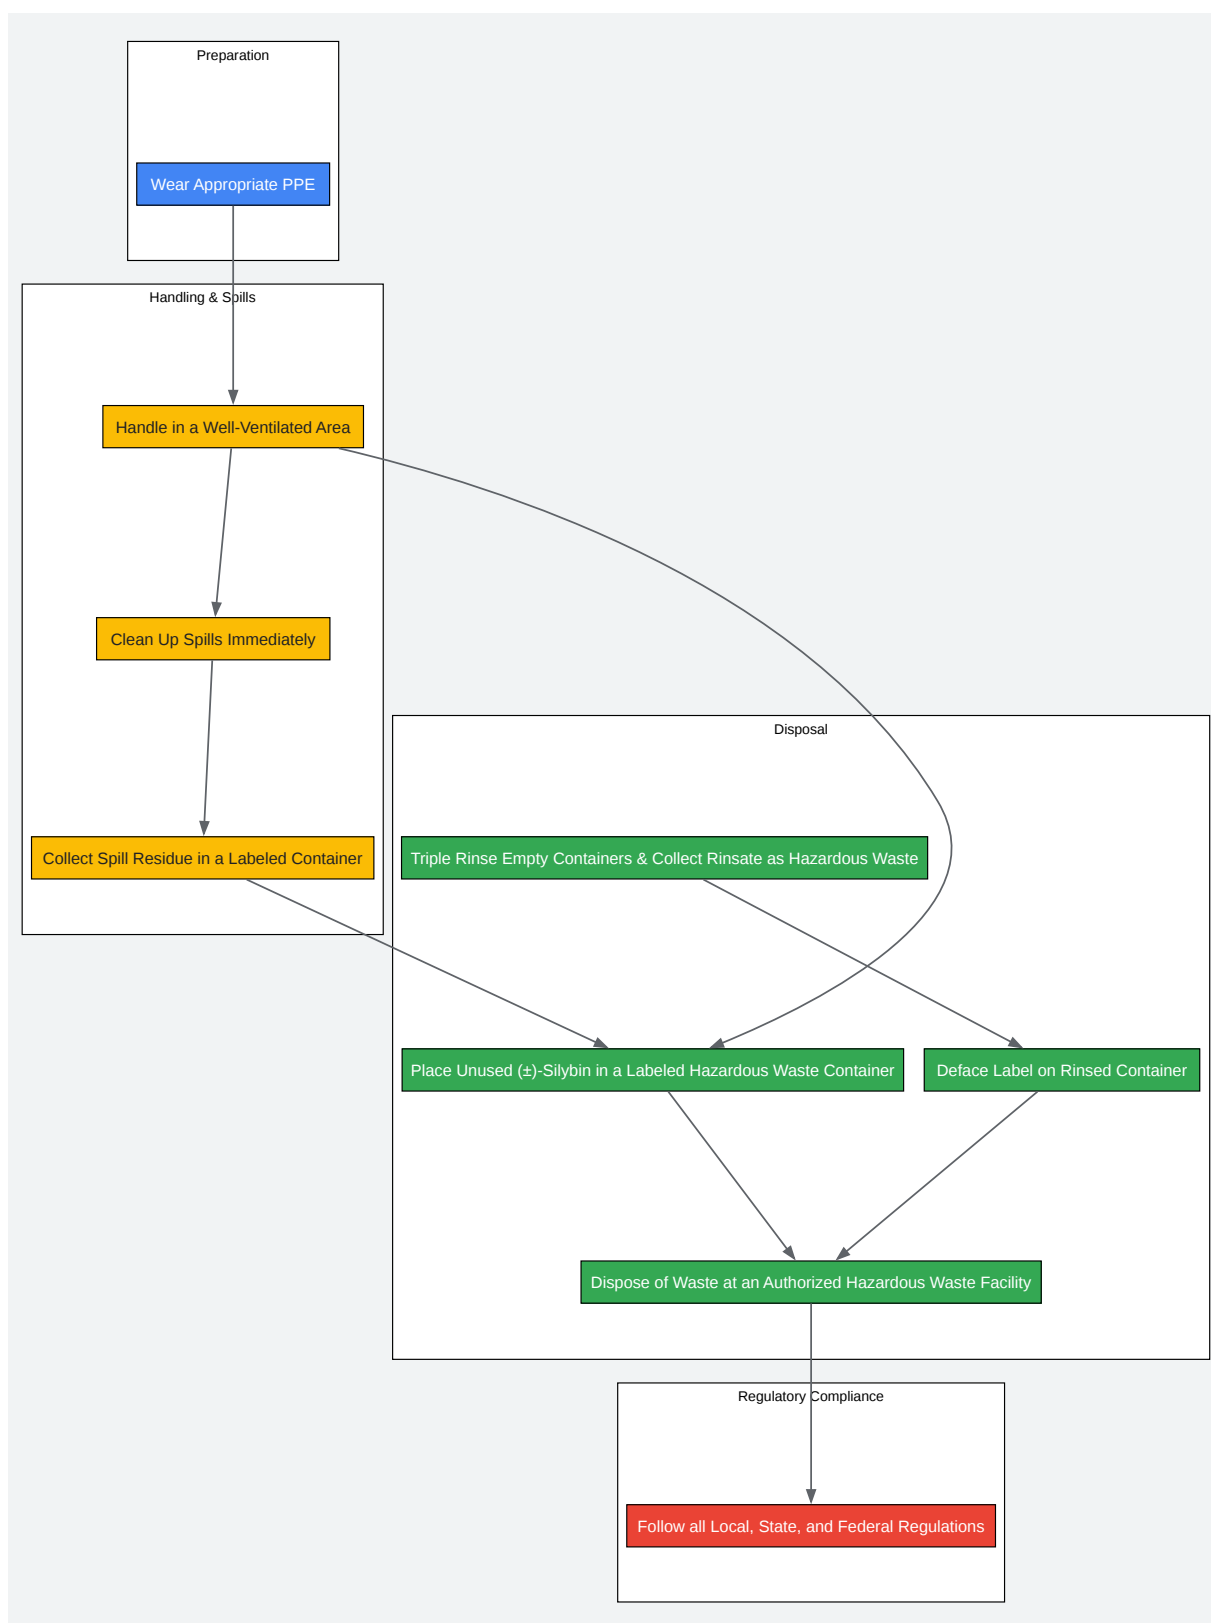 Preparation
Wear Appropriate PPE
Handling & Spills
Handle in a Well-Ventilated Area
Clean Up Spills Immediately
Collect Spill Residue in a Labeled Container
Disposal
Triple Rinse Empty Containers & Collect Rinsate as Hazardous Waste
Place Unused (±)-Silybin in a Labeled Hazardous Waste Container
Deface Label on Rinsed Container
Dispose of Waste at an Authorized Hazardous Waste Facility
Regulatory Compliance
Follow all Local, State, and Federal Regulations